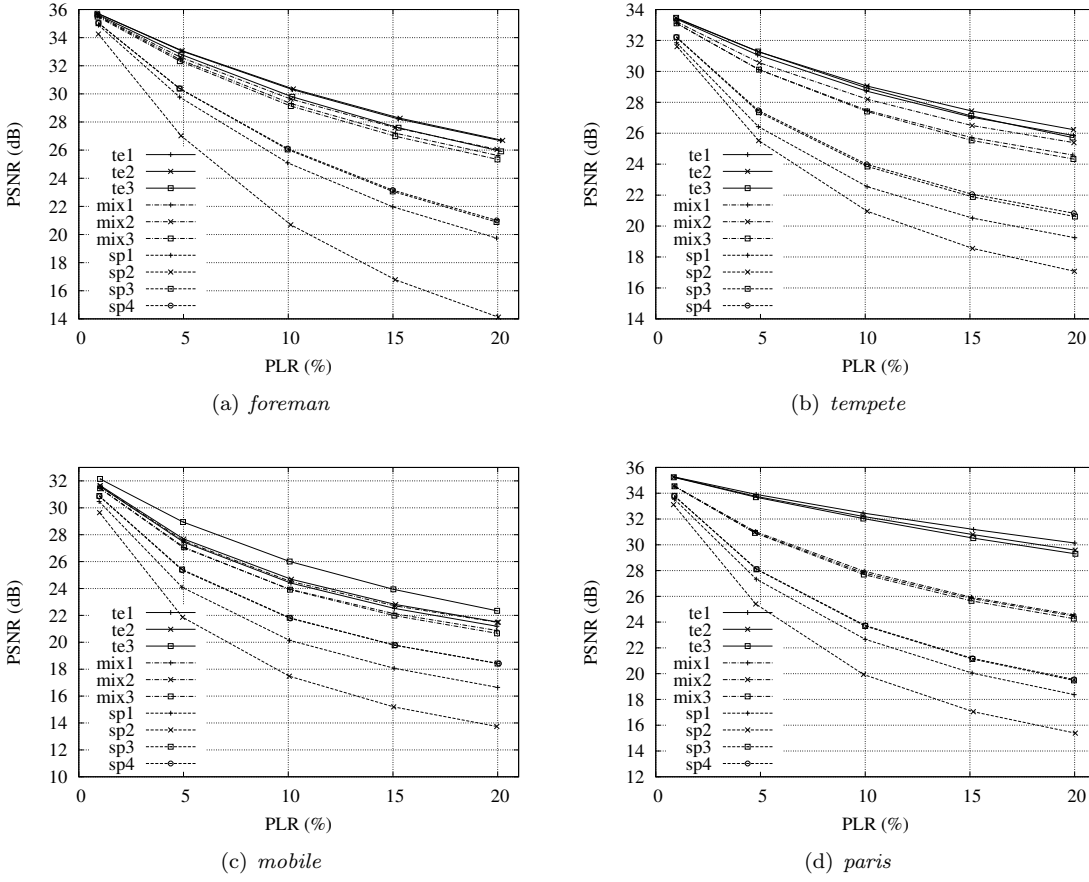 36
34
32
30
28
26
24
22
20
18
16
14
0 5 10 15 20
PSNR (dB)
PLR (%)
te1
te2
te3
mix1
mix2
mix3
sp1
sp2
sp3
sp4
(a) foreman
34
32
30
28
26
24
22
20
18
16
14
0 5 10 15 20
PSNR (dB)
PLR (%)
te1
te2
te3
mix1
mix2
mix3
sp1
sp2
sp3
sp4
(b) tempete
32
30
28
26
24
22
20
18
16
14
12
10
0 5 10 15 20
PSNR (dB)
PLR (%)
te1
te2
te3
mix1
mix2
mix3
sp1
sp2
sp3
sp4
(c) mobile
36
34
32
30
28
26
24
22
20
18
16
14
12
0 5 10 15 20
PSNR (dB)
PLR (%)
te1
te2
te3
mix1
mix2
mix3
sp1
sp2
sp3
sp4
(d) paris